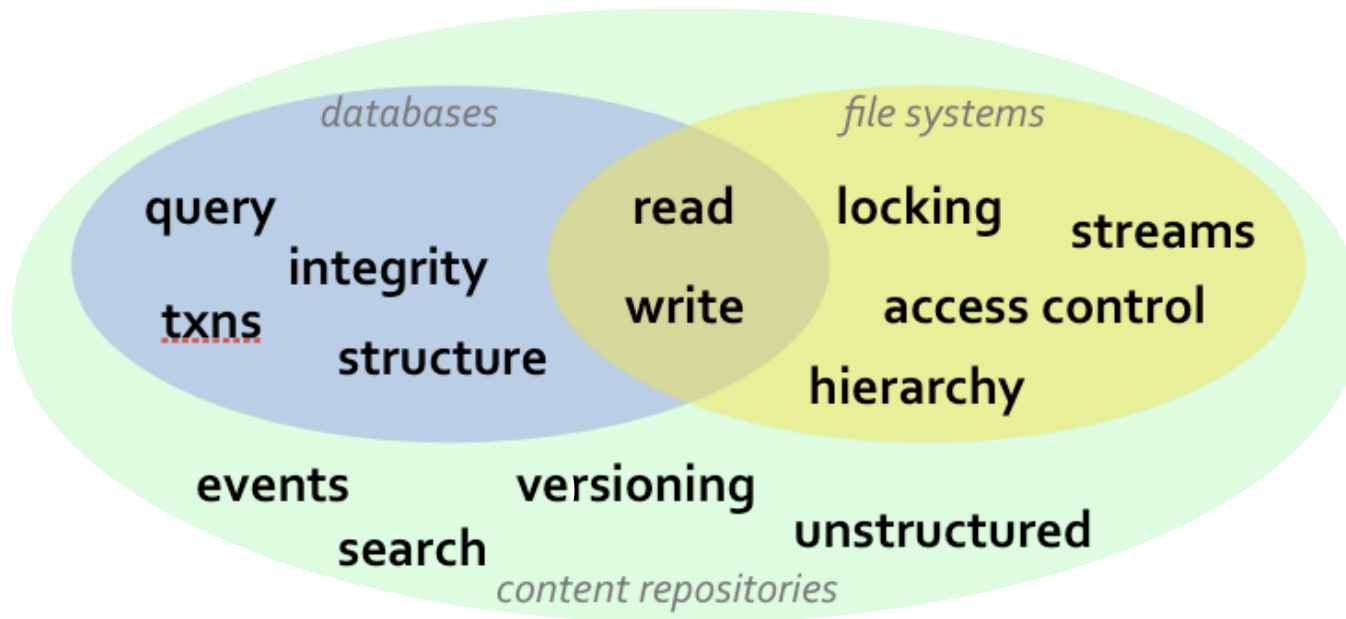 databases
file systems
query
read
locking
streams
integrity
txns
write
access control
structure
hierarchy
events
versioning
search
unstructured
content repositories